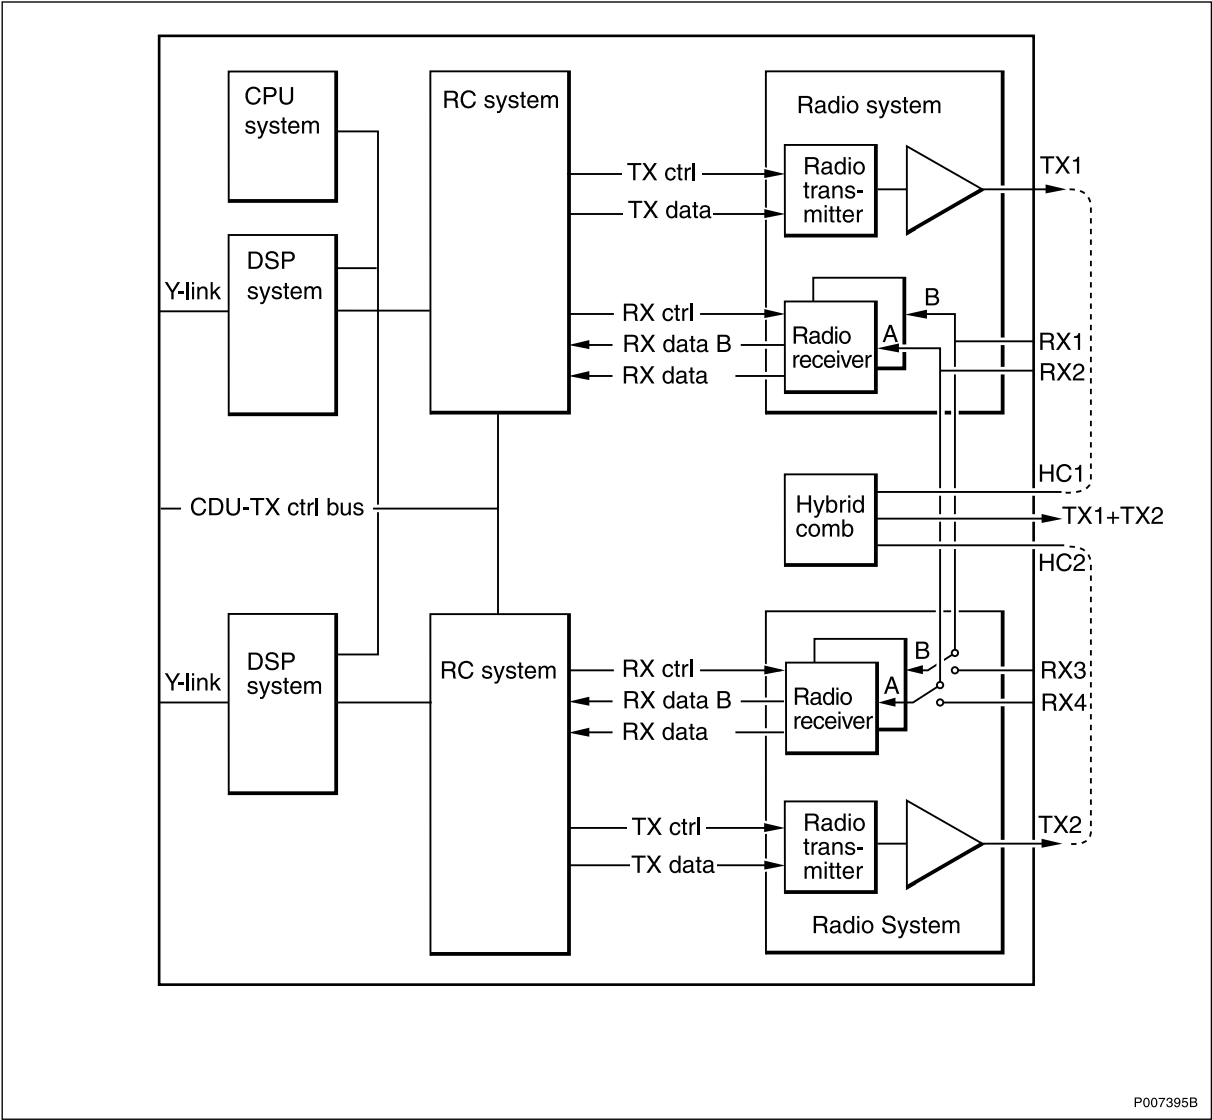 CPU
system
RC system
Radio system
TX ctrl
TX data
Radio
trans-
mitter
TX1
DSP
system
Y-link
RX ctrl
RX data B
RX data
Radio
receiver
A
B
RX1
RX2
HC1
CDU-TX ctrl bus
Hybrid
comb
TX1+TX2
HC2
DSP
system
Y-link
RC system
RX ctrl
RX data B
RX data
Radio
receiver
A
B
RX3
RX4
TX ctrl
TX data
Radio
trans-
mitter
TX2
Radio System
P007395B